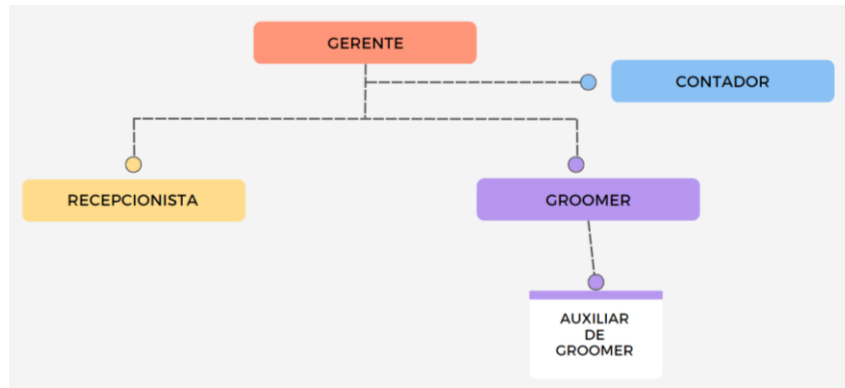 GERENTE
CONTADOR
RECEPCIONISTA
GROOMER
AUXILIAR
DE
GROOMER